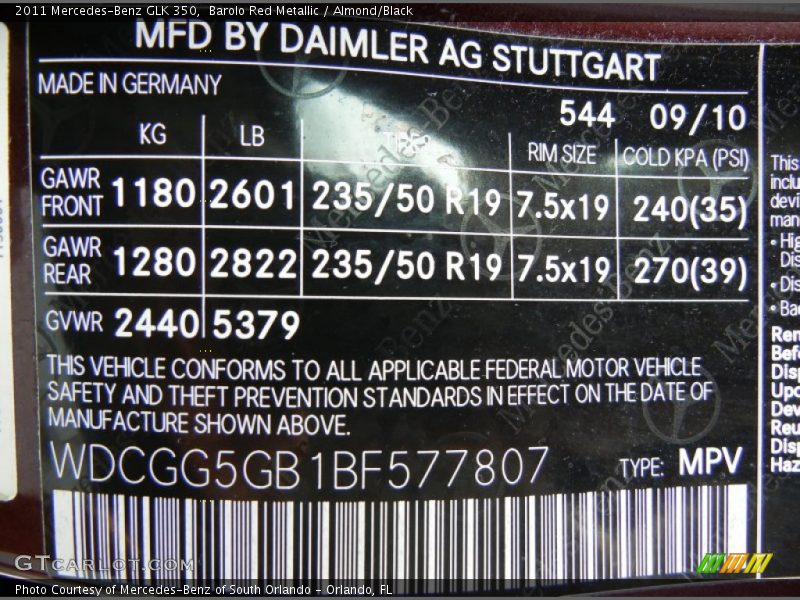 2011 Mercedes-Benz GLK 350, Barolo Red Metallic / Almond/Black
MFD BY DAIMLER AG STUTTGART
MADE IN GERMANY
544 09/10
KG LB RIM SIZE COLD KPA (PSI)
GAWR FRONT 1180 2601 235/50 R19 7.5x19 240(35)
GAWR REAR 1280 2822 235/50 R19 7.5x19 270(39)
GVWR 2440 5379
THIS VEHICLE CONFORMS TO ALL APPLICABLE FEDERAL MOTOR VEHICLE
SAFETY AND THEFT PREVENTION STANDARDS IN EFFECT ON THE DATE OF
MANUFACTURE SHOWN ABOVE.
WDCGG5GB1BF577807 TYPE: MPV
This
• Dis
Dis
GTcarlot.com
Photo Courtesy of Mercedes-Benz of South Orlando - Orlando, FL